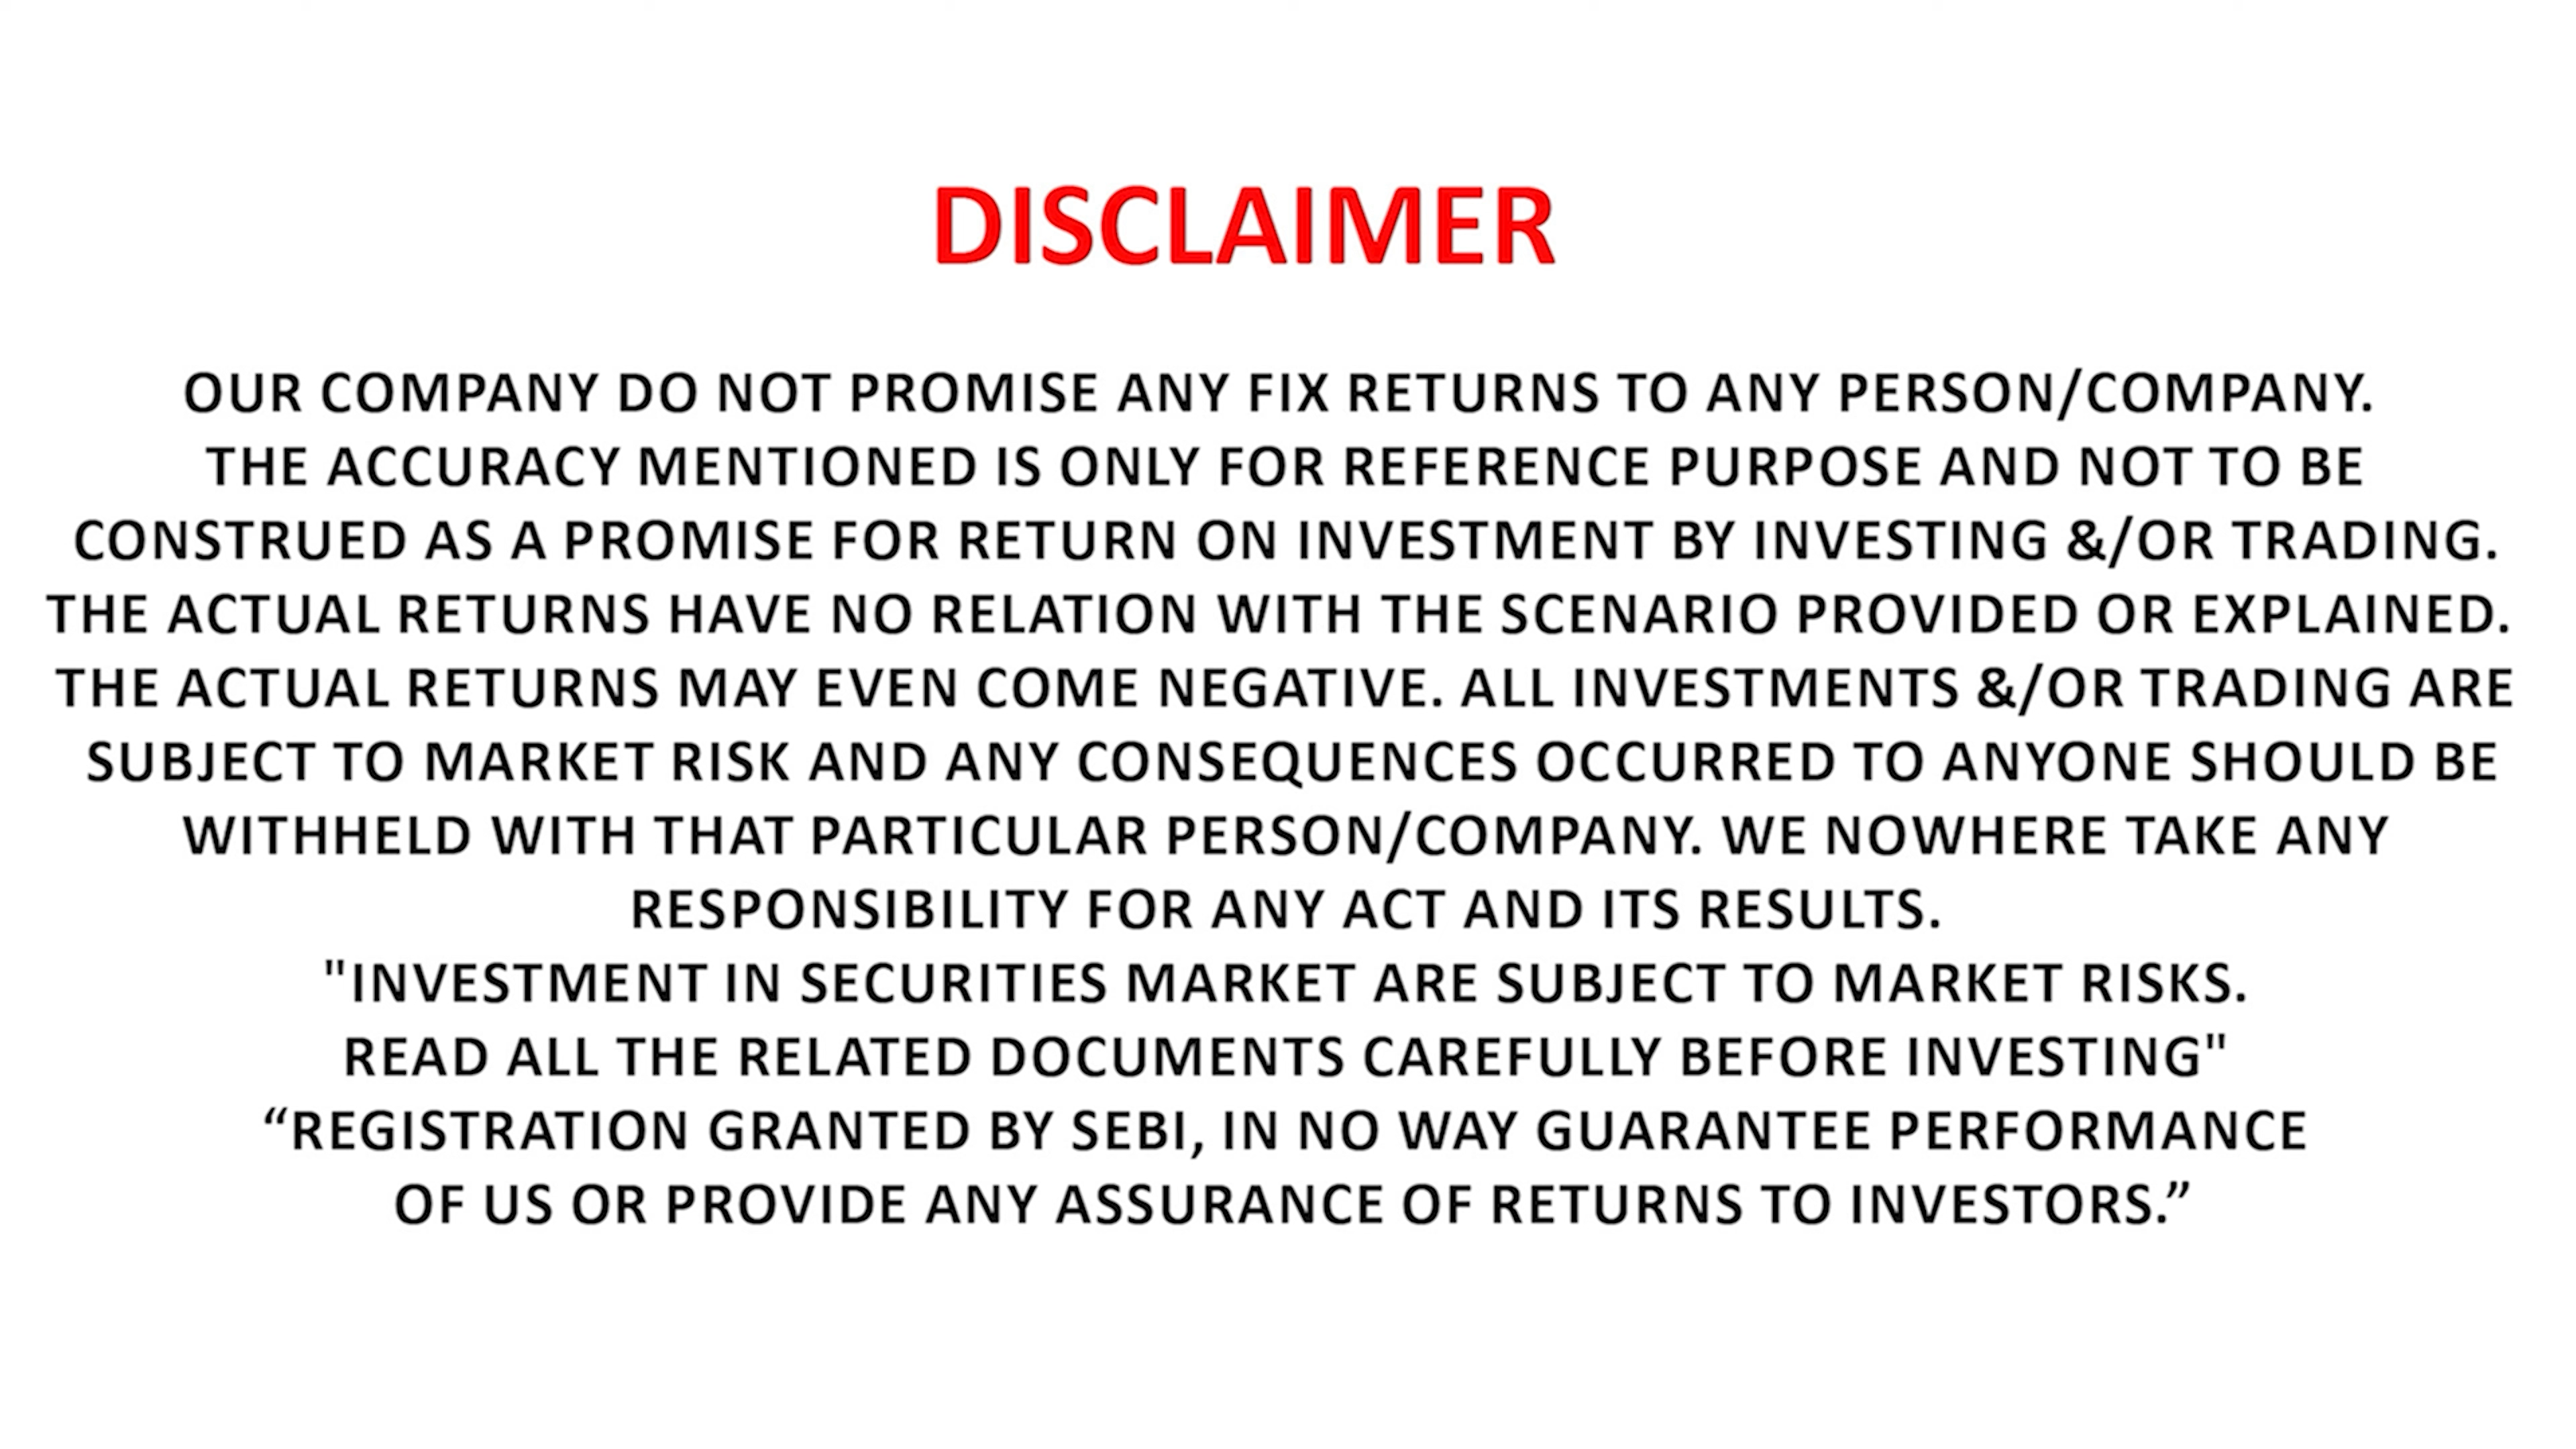 DISCLAIMER
OUR COMPANY DO NOT PROMISE ANY FIX RETURNS TO ANY PERSON/COMPANY.
THE ACCURACY MENTIONED IS ONLY FOR REFERENCE PURPOSE AND NOT TO BE
CONSTRUED AS A PROMISE FOR RETURN ON INVESTMENT BY INVESTING &/OR TRADING.
THE ACTUAL RETURNS HAVE NO RELATION WITH THE SCENARIO PROVIDED OR EXPLAINED.
THE ACTUAL RETURNS MAY EVEN COME NEGATIVE. ALL INVESTMENTS &/OR TRADING ARE
SUBJECT TO MARKET RISK AND ANY CONSEQUENCES OCCURRED TO ANYONE SHOULD BE
WITHHELD WITH THAT PARTICULAR PERSON/COMPANY. WE NOWHERE TAKE ANY
RESPONSIBILITY FOR ANY ACT AND ITS RESULTS.
"INVESTMENT IN SECURITIES MARKET ARE SUBJECT TO MARKET RISKS.
READ ALL THE RELATED DOCUMENTS CAREFULLY BEFORE INVESTING"
“REGISTRATION GRANTED BY SEBI, IN NO WAY GUARANTEE PERFORMANCE
OF US OR PROVIDE ANY ASSURANCE OF RETURNS TO INVESTORS.”